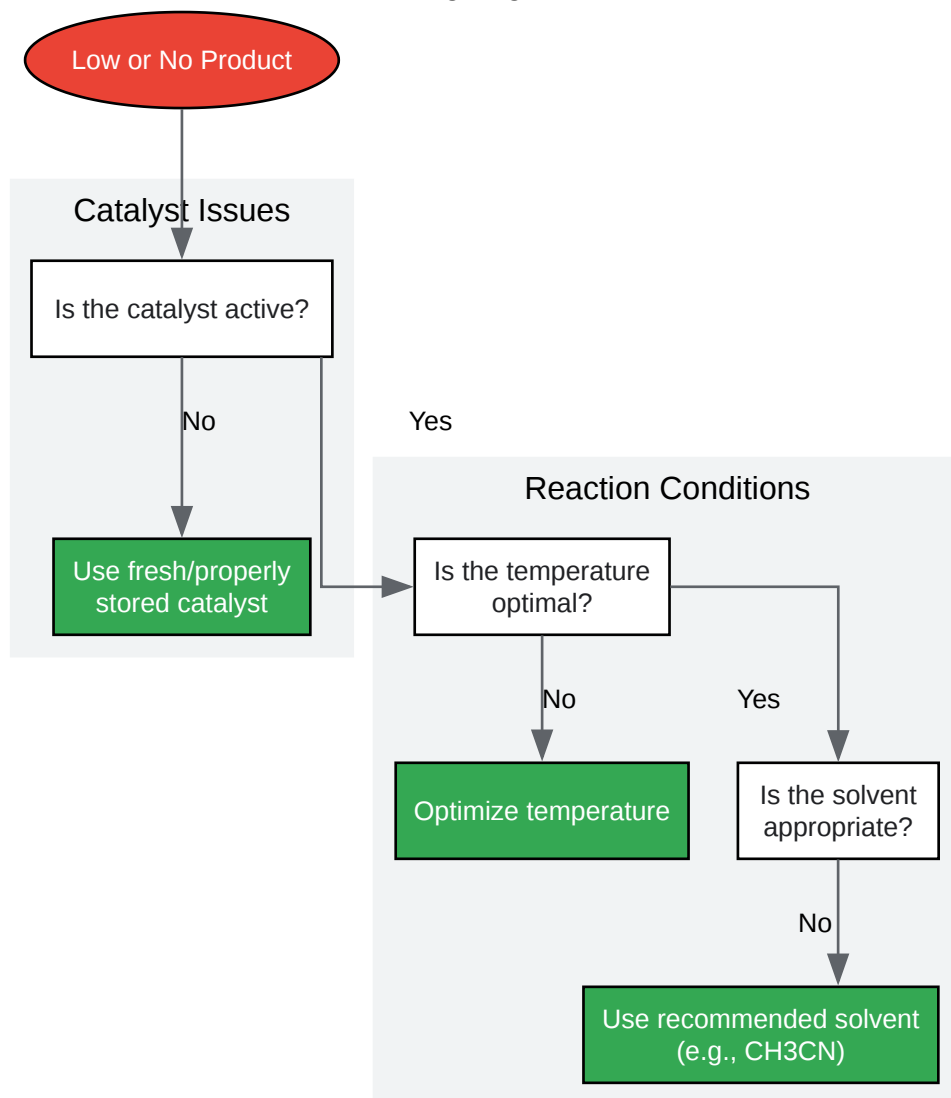 Low or No Product
Catalyst Issues
Is the catalyst active?
No
Yes
Reaction Conditions
Use fresh/properly
stored catalyst
Is the temperature
optimal?
No
Yes
Optimize temperature
Is the solvent
appropriate?
No
Use recommended solvent
(e.g., CH3CN)